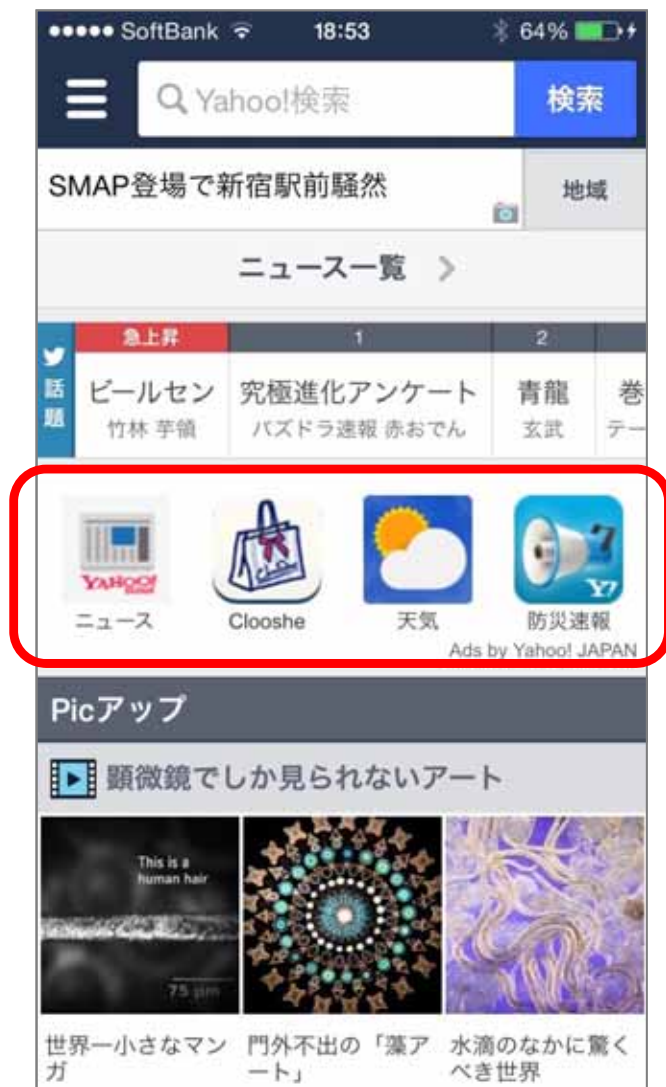 SoftBank 18:53 64%
Yahoo!検索 検索
SMAP登場で新宿駅前騒然 地域
ニュース一覧
話題
急上昇 1 2
ビールセン 究極進化アンケート 青龍 巻
竹林 芋領 パズドラ速報 赤おでん 玄武 テー
YAHOO!
Y7
ニュース Clooshe 天気 防災速報
Ads by Yahoo! JAPAN
Picアップ
顕微鏡でしか見られないアート
This is a
human hair
75 μm
世界一小さなマン
ガ
門外不出の「藻ア
ート」
水滴のなかに驚く
べき世界